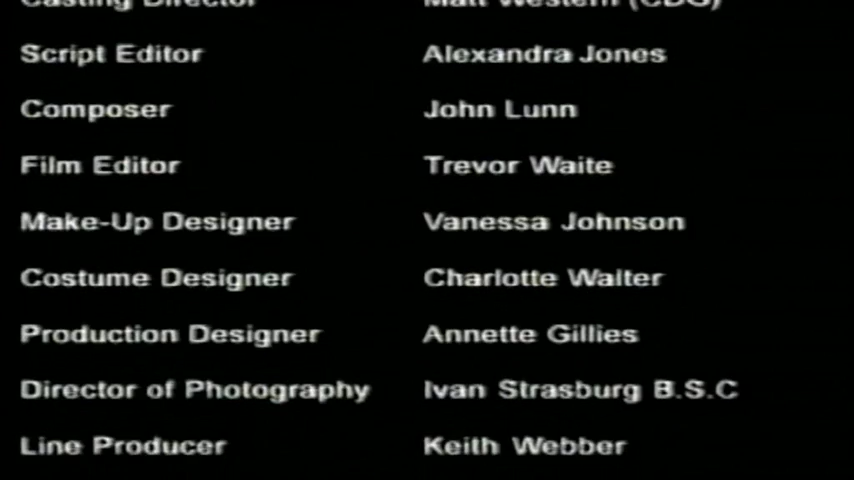 Casting Director Matt Western (CDG)
Script Editor Alexandra Jones
Composer John Lunn
Film Editor Trevor Waite
Make-Up Designer Vanessa Johnson
Costume Designer Charlotte Walter
Production Designer Annette Gillies
Director of Photography Ivan Strasburg B.S.C
Line Producer Keith Webber